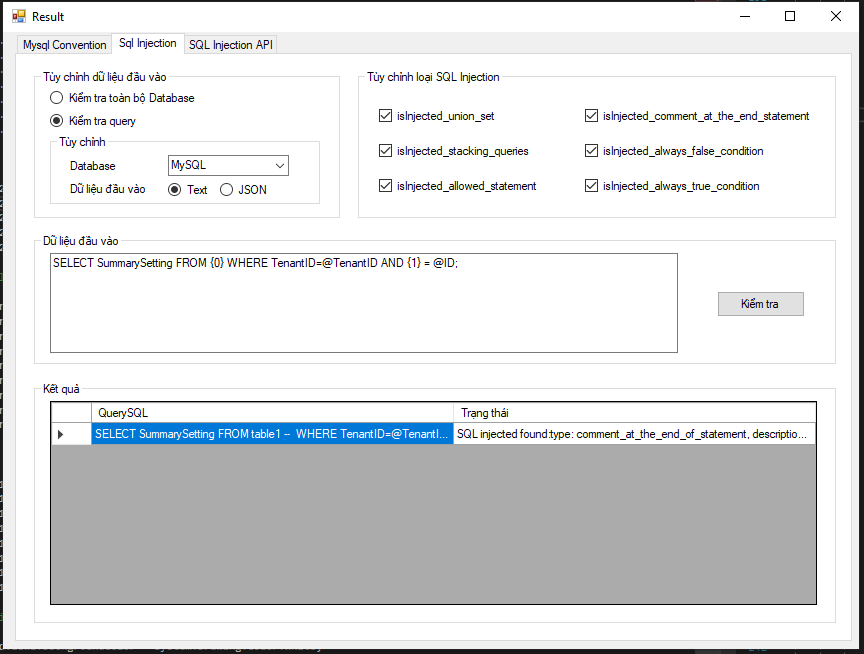 Result
Mysql Convention
Sql Injection
SQL Injection API
Tùy chỉnh dữ liệu đầu vào
Kiểm tra toàn bộ Database
Kiểm tra query
Tùy chỉnh
Database
MySQL
Dữ liệu đầu vào
Text
JSON
Tùy chỉnh loại SQL Injection
isInjected_union_set
isInjected_comment_at_the_end_statement
isInjected_stacking_queries
isInjected_always_false_condition
isInjected_allowed_statement
isInjected_always_true_condition
Dữ liệu đầu vào
SELECT SummarySetting FROM {0} WHERE TenantID=@TenantID AND {1} = @ID;
Kiểm tra
Kết quả
QuerySQL
Trạng thái
SELECT SummarySetting FROM table1 -- WHERE TenantID=@TenantI...
SQL injected found:type: comment_at_the_end_of_statement, descriptio...